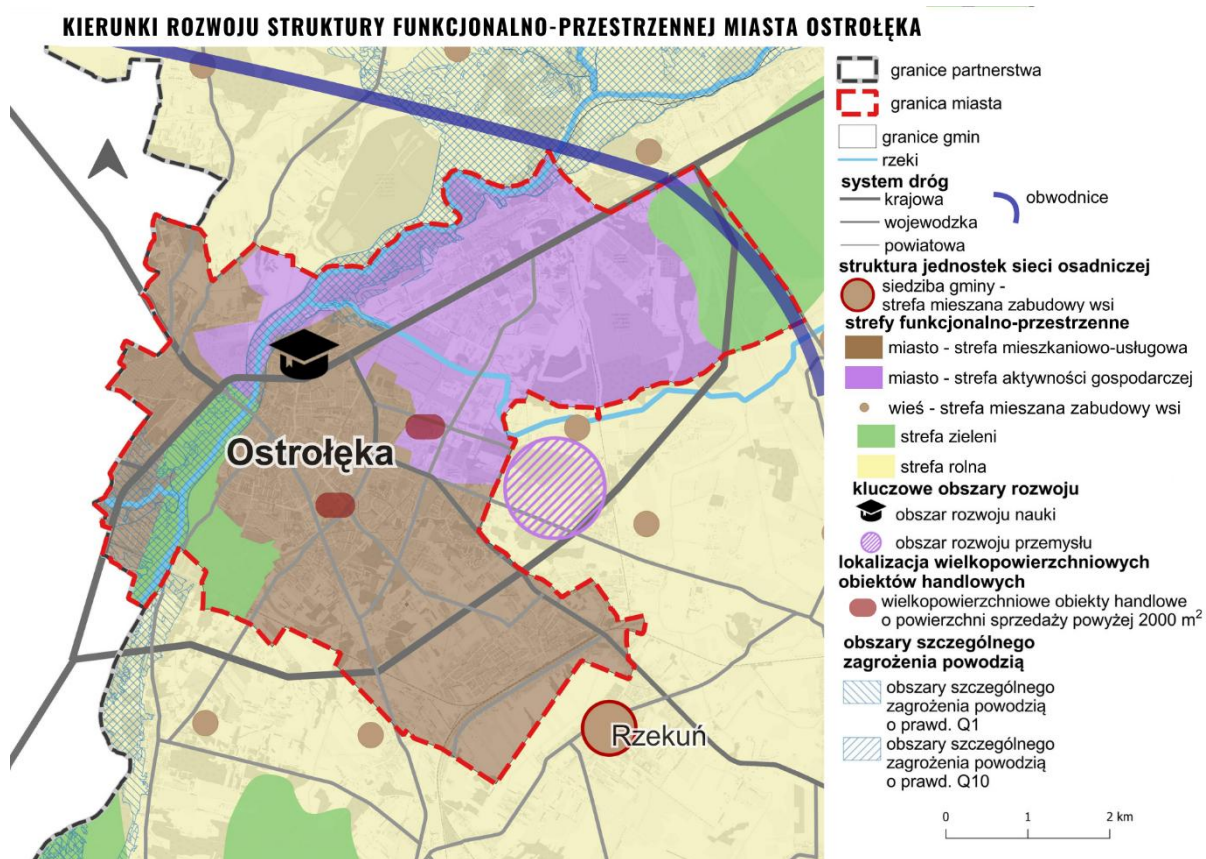 KIERUNKI ROZWOJU STRUKTURY FUNKCJONALNO-PRZESTRZENNEJ MIASTA OSTROŁĘKA
Ostrołęka
Rzekuń
granice partnerstwa
granica miasta
granice gmin
rzeki
system dróg
krajowa
wojewodzka
powiatowa
obwodnice
struktura jednostek sieci osadniczej
siedziba gminy -
strefa mieszana zabudowy wsi
strefy funkcjonalno-przestrzenne
miasto - strefa mieszkaniowo-usługowa
miasto - strefa aktywności gospodarczej
wieś - strefa mieszana zabudowy wsi
strefa zieleni
strefa rolna
kluczowe obszary rozwoju
obszar rozwoju nauki
obszar rozwoju przemysłu
lokalizacja wielkopowierzchniowych
obiektów handlowych
wielkopowierzchniowe obiekty handlowe
o powierzchni sprzedaży powyżej 2000 m²
obszary szczególnego
zagrożenia powodzią
obszary szczególnego
zagrożenia powodzią
o prawd. Q1
obszary szczególnego
zagrożenia powodzią
o prawd. Q10
0 1 2 km